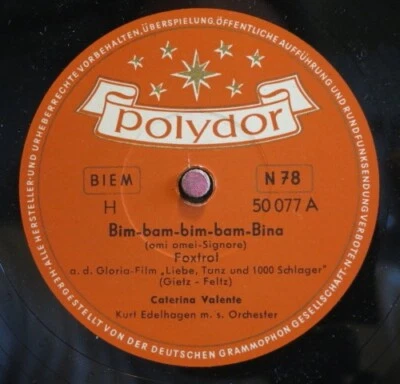 ALLE HERSTELLER-UND URHEBERRECHTE VORBEHALTEN, ÜBERSPIELUNG, ÖFFENTLICHE AUFFÜHRUNG UND RUNDFUNKSENDUNG VERBOTEN
polydor
BIEM
N 78
H
50 077 A
Bim-bam-bim-bam-Bina
(omi omei-Signore)
Foxtrot
a. d. Gloria-Film „Liebe, Tanz und 1000 Schlager"
(Gietz - Feltz)
Caterina Valente
Kurt Edelhagen m. s. Orchester
HERGESTELLT VON DER DEUTSCHEN GRAMMOPHON GESELLSCHAFT